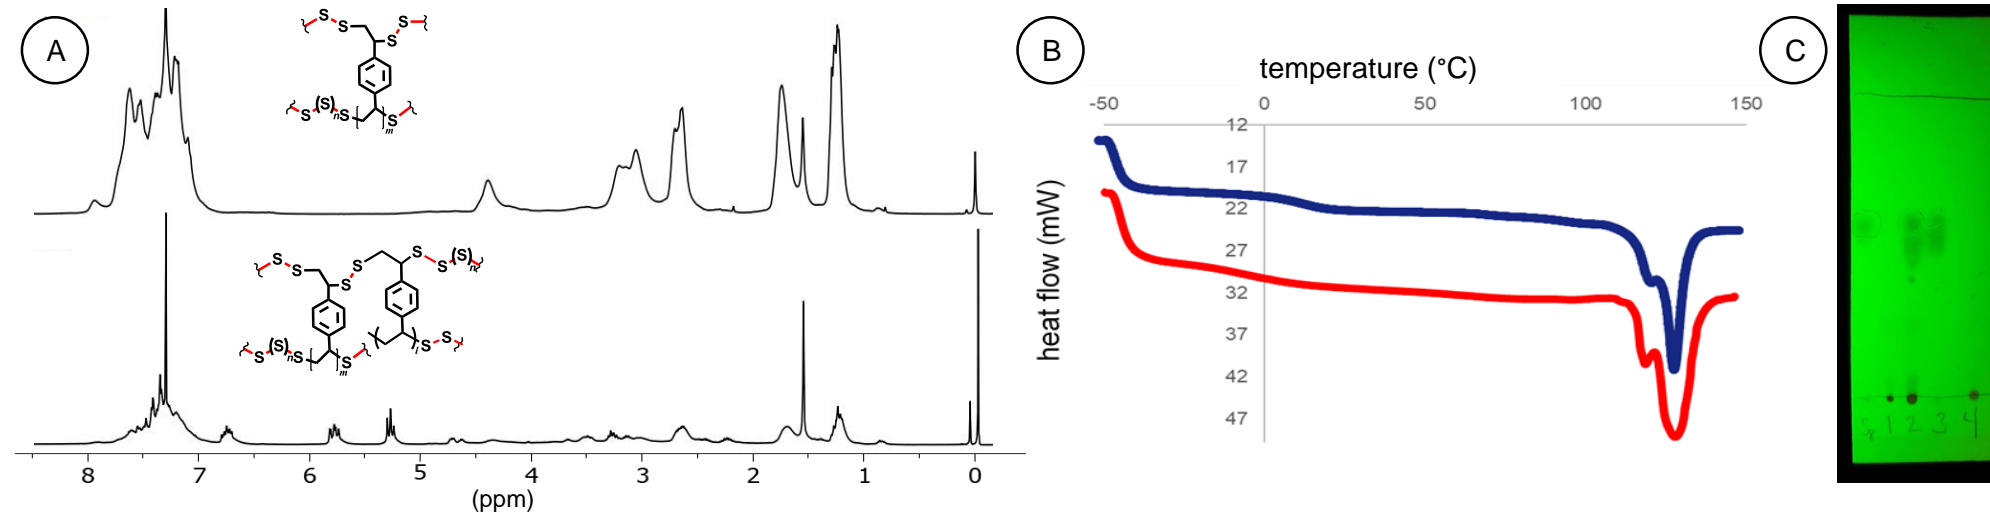 A
S S S S
S (S)n S ( )m S
8 7 6 5 4 3 2 1 0
(ppm)
S S S S S S (S)n
S (S)n S ( )m S ( )l S S
B
temperature (°C)
-50 0 50 100 150
heat flow (mW)
12
17
22
27
32
37
42
47
C
S8 1 2 3 4